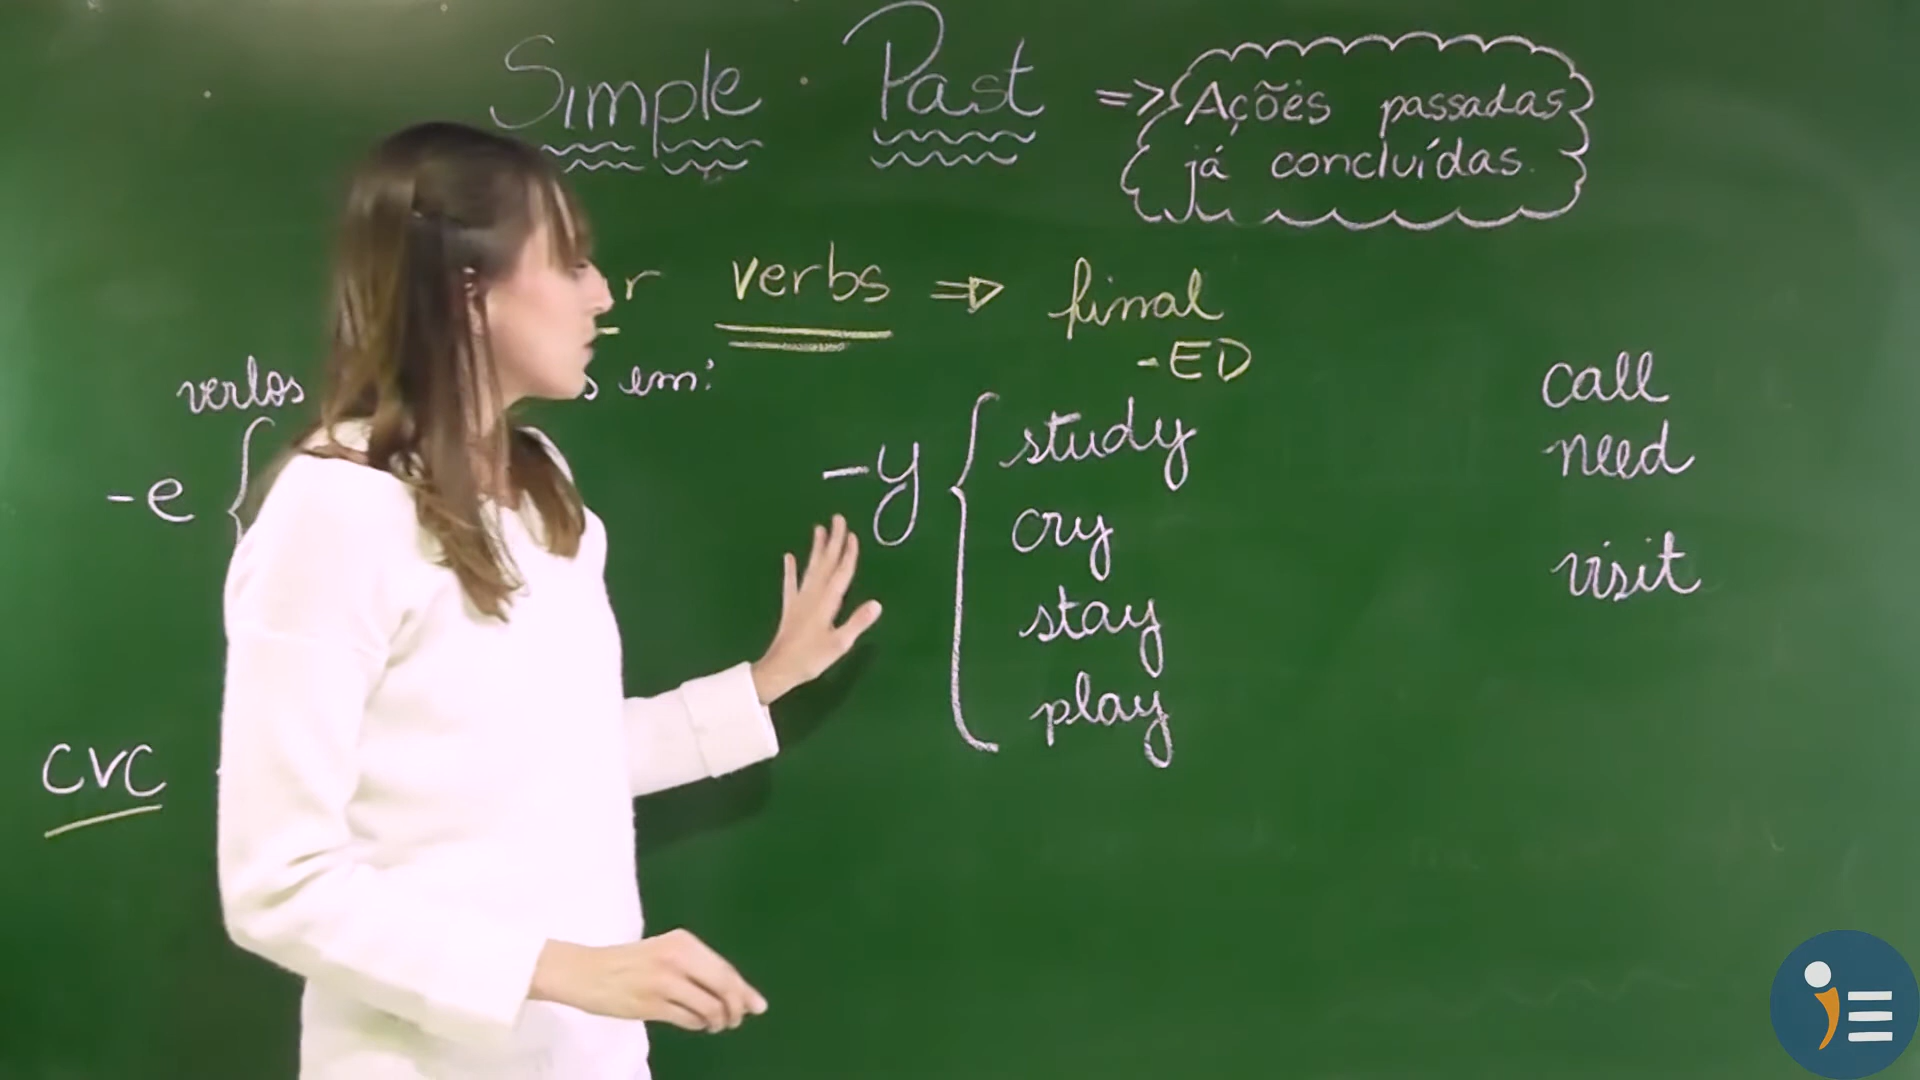 Simple Past => Ações passadas
já concluídas.
r verbs => final
-ED
verbos s em:
-e
-y
study
cry
stay
play
call
need
visit
CVC